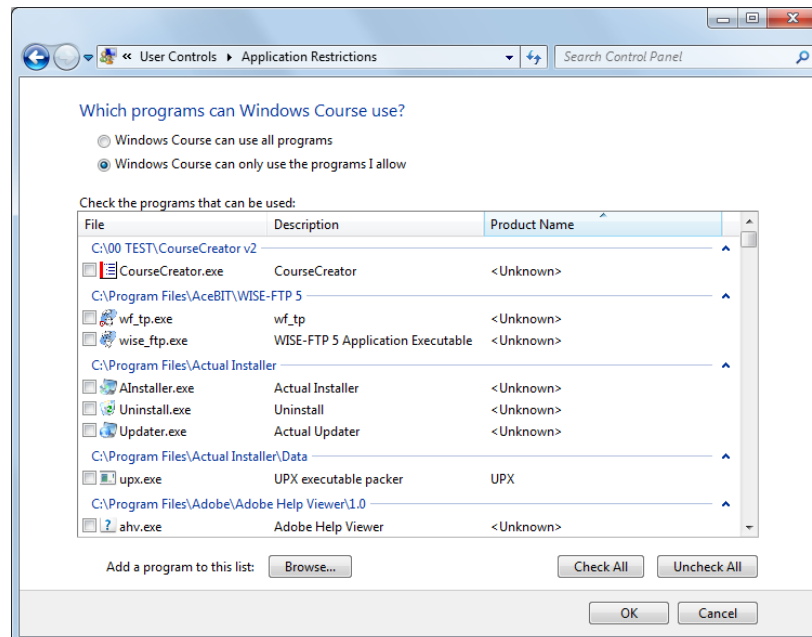 « User Controls ▸ Application Restrictions
Search Control Panel
Which programs can Windows Course use?
Windows Course can use all programs
Windows Course can only use the programs I allow
Check the programs that can be used:
File Description Product Name
C:\00 TEST\CourseCreator v2
CourseCreator.exe CourseCreator <Unknown>
C:\Program Files\AceBIT\WISE-FTP 5
wf_tp.exe wf_tp <Unknown>
wise_ftp.exe WISE-FTP 5 Application Executable <Unknown>
C:\Program Files\Actual Installer
AInstaller.exe Actual Installer <Unknown>
Uninstall.exe Uninstall <Unknown>
Updater.exe Actual Updater <Unknown>
C:\Program Files\Actual Installer\Data
upx.exe UPX executable packer UPX
C:\Program Files\Adobe\Adobe Help Viewer\1.0
ahv.exe Adobe Help Viewer <Unknown>
Add a program to this list: Browse... Check All Uncheck All
OK Cancel